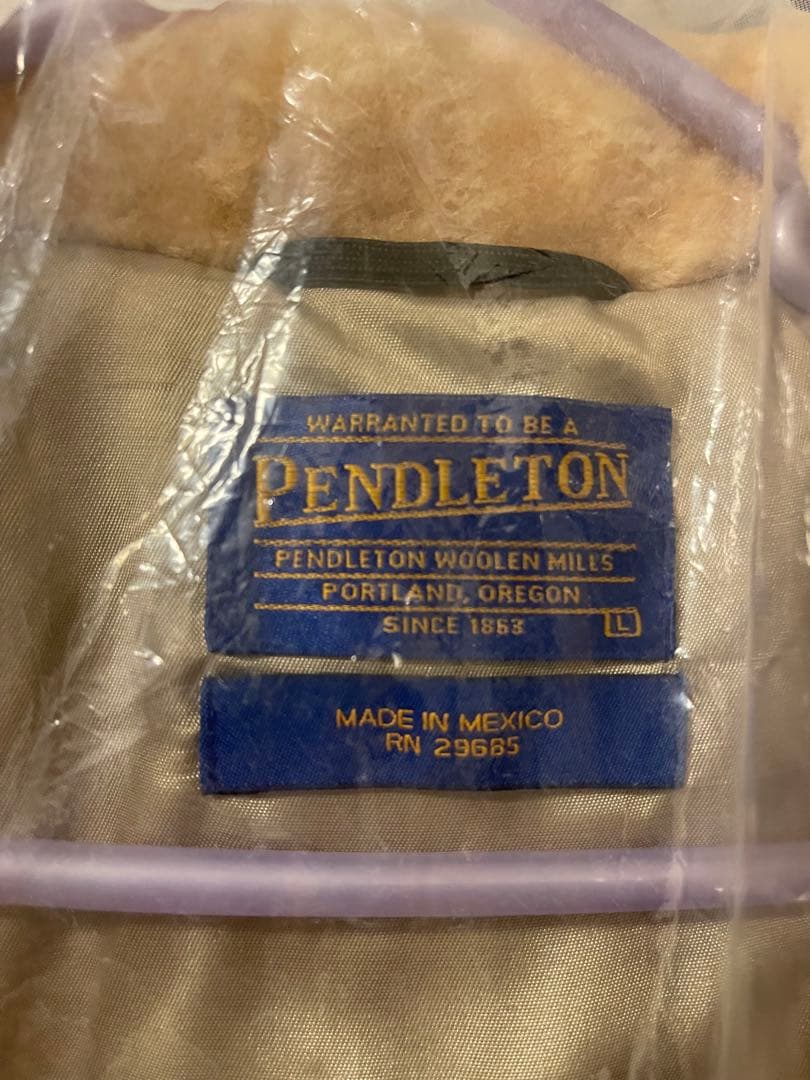 WARRANTED TO BE A
PENDLETON
PENDLETON WOOLEN MILLS
PORTLAND, OREGON
SINCE 1863
L
MADE IN MEXICO
RN 29685